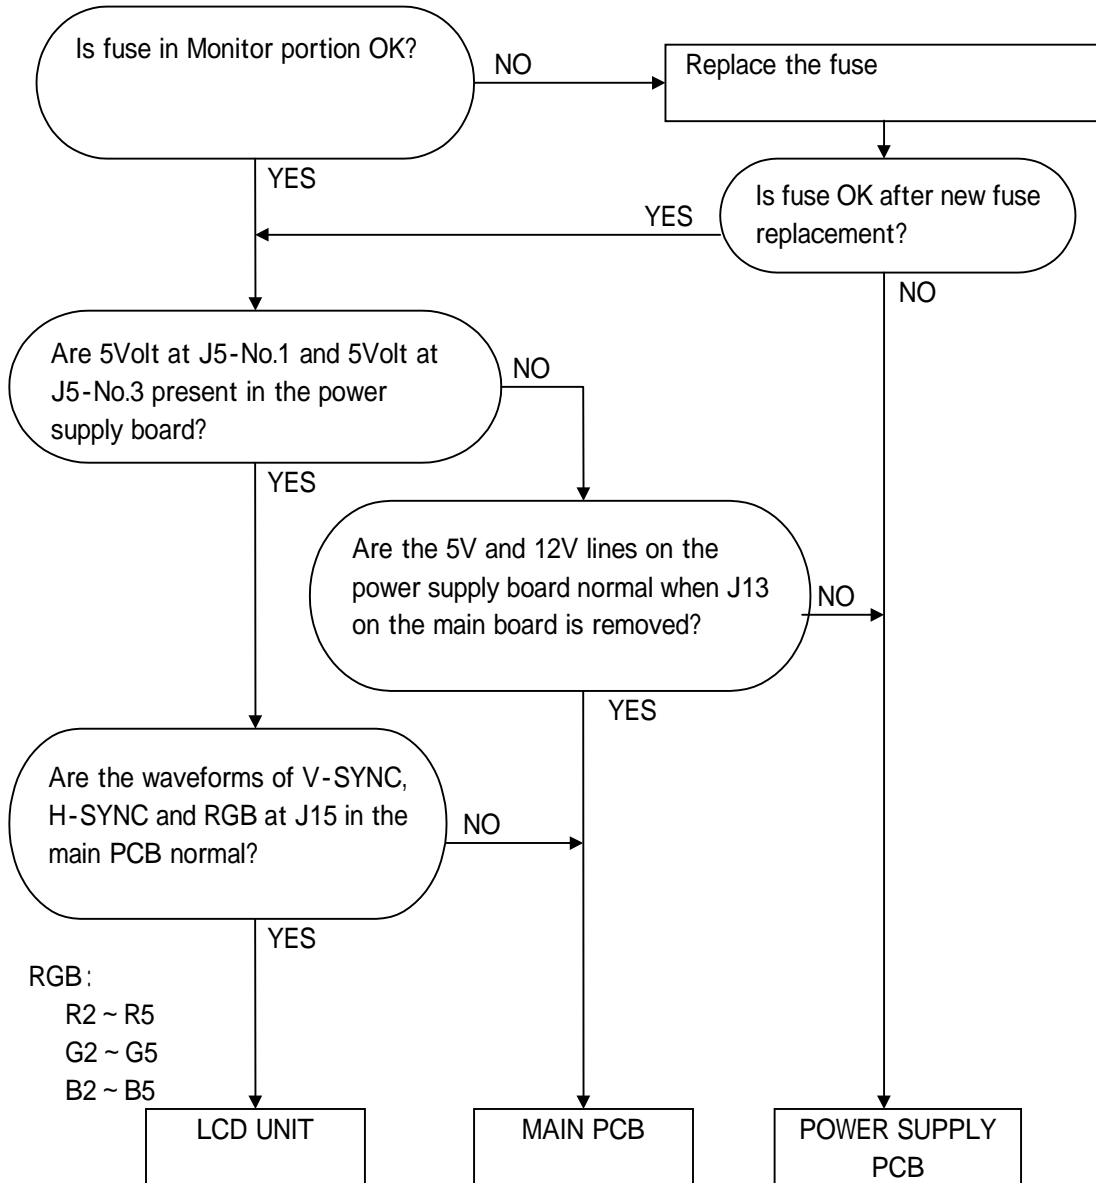 Is fuse in Monitor portion OK?
NO
Replace the fuse
YES
Is fuse OK after new fuse
replacement?
YES
NO
Are 5Volt at J5-No.1 and 5Volt at
J5-No.3 present in the power
supply board?
NO
YES
Are the 5V and 12V lines on the
power supply board normal when J13
on the main board is removed?
NO
YES
Are the waveforms of V-SYNC,
H-SYNC and RGB at J15 in the
main PCB normal?
NO
YES
RGB:
R2 ~ R5
G2 ~ G5
B2 ~ B5
LCD UNIT
MAIN PCB
POWER SUPPLY
PCB